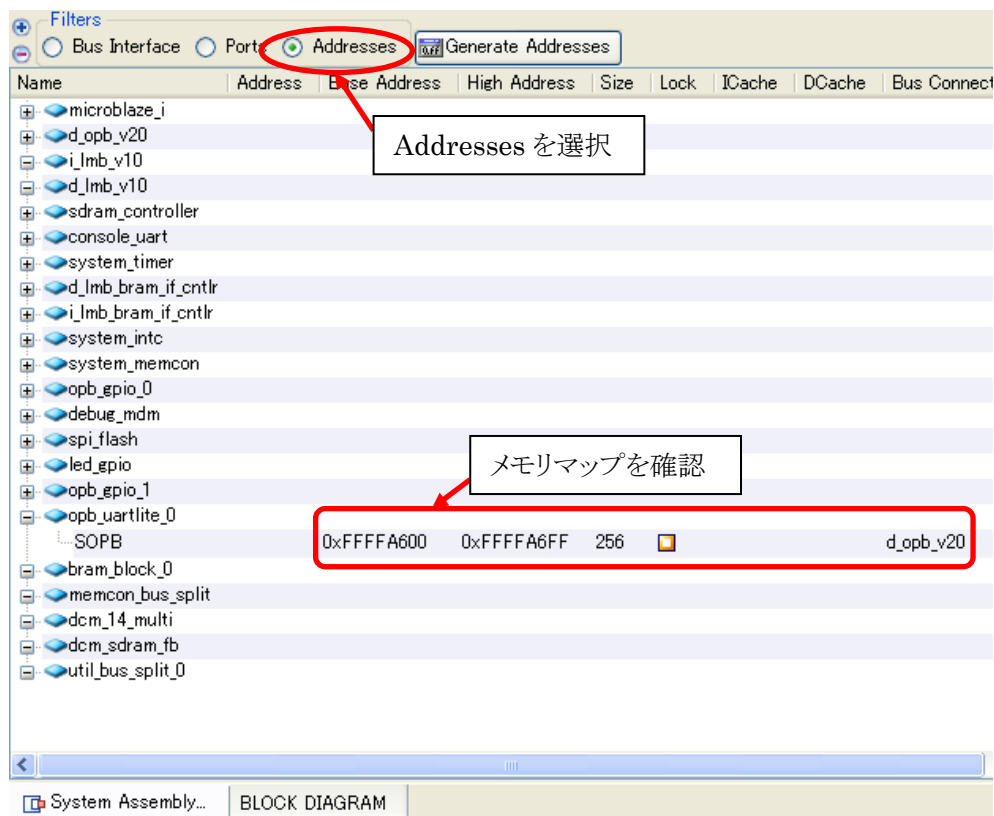 Filters
Bus Interface Ports Addresses Generate Addresses
Name Address Base Address High Address Size Lock ICache DCache Bus Connect
microblaze_i
d_opb_v20
Addresses を選択
i_lmb_v10
d_lmb_v10
sdram_controller
console_uart
system_timer
d_lmb_bram_if_cntlr
i_lmb_bram_if_cntlr
system_intc
system_memcon
opb_gpio_0
debug_mdm
spi_flash
led_gpio
メモリマップを確認
opb_gpio_1
opb_uartlite_0
SOPB 0xFFFFA600 0xFFFFA6FF 256 d_opb_v20
bram_block_0
memcon_bus_split
dcm_14_multi
dcm_sdram_fb
util_bus_split_0
System Assembly... BLOCK DIAGRAM